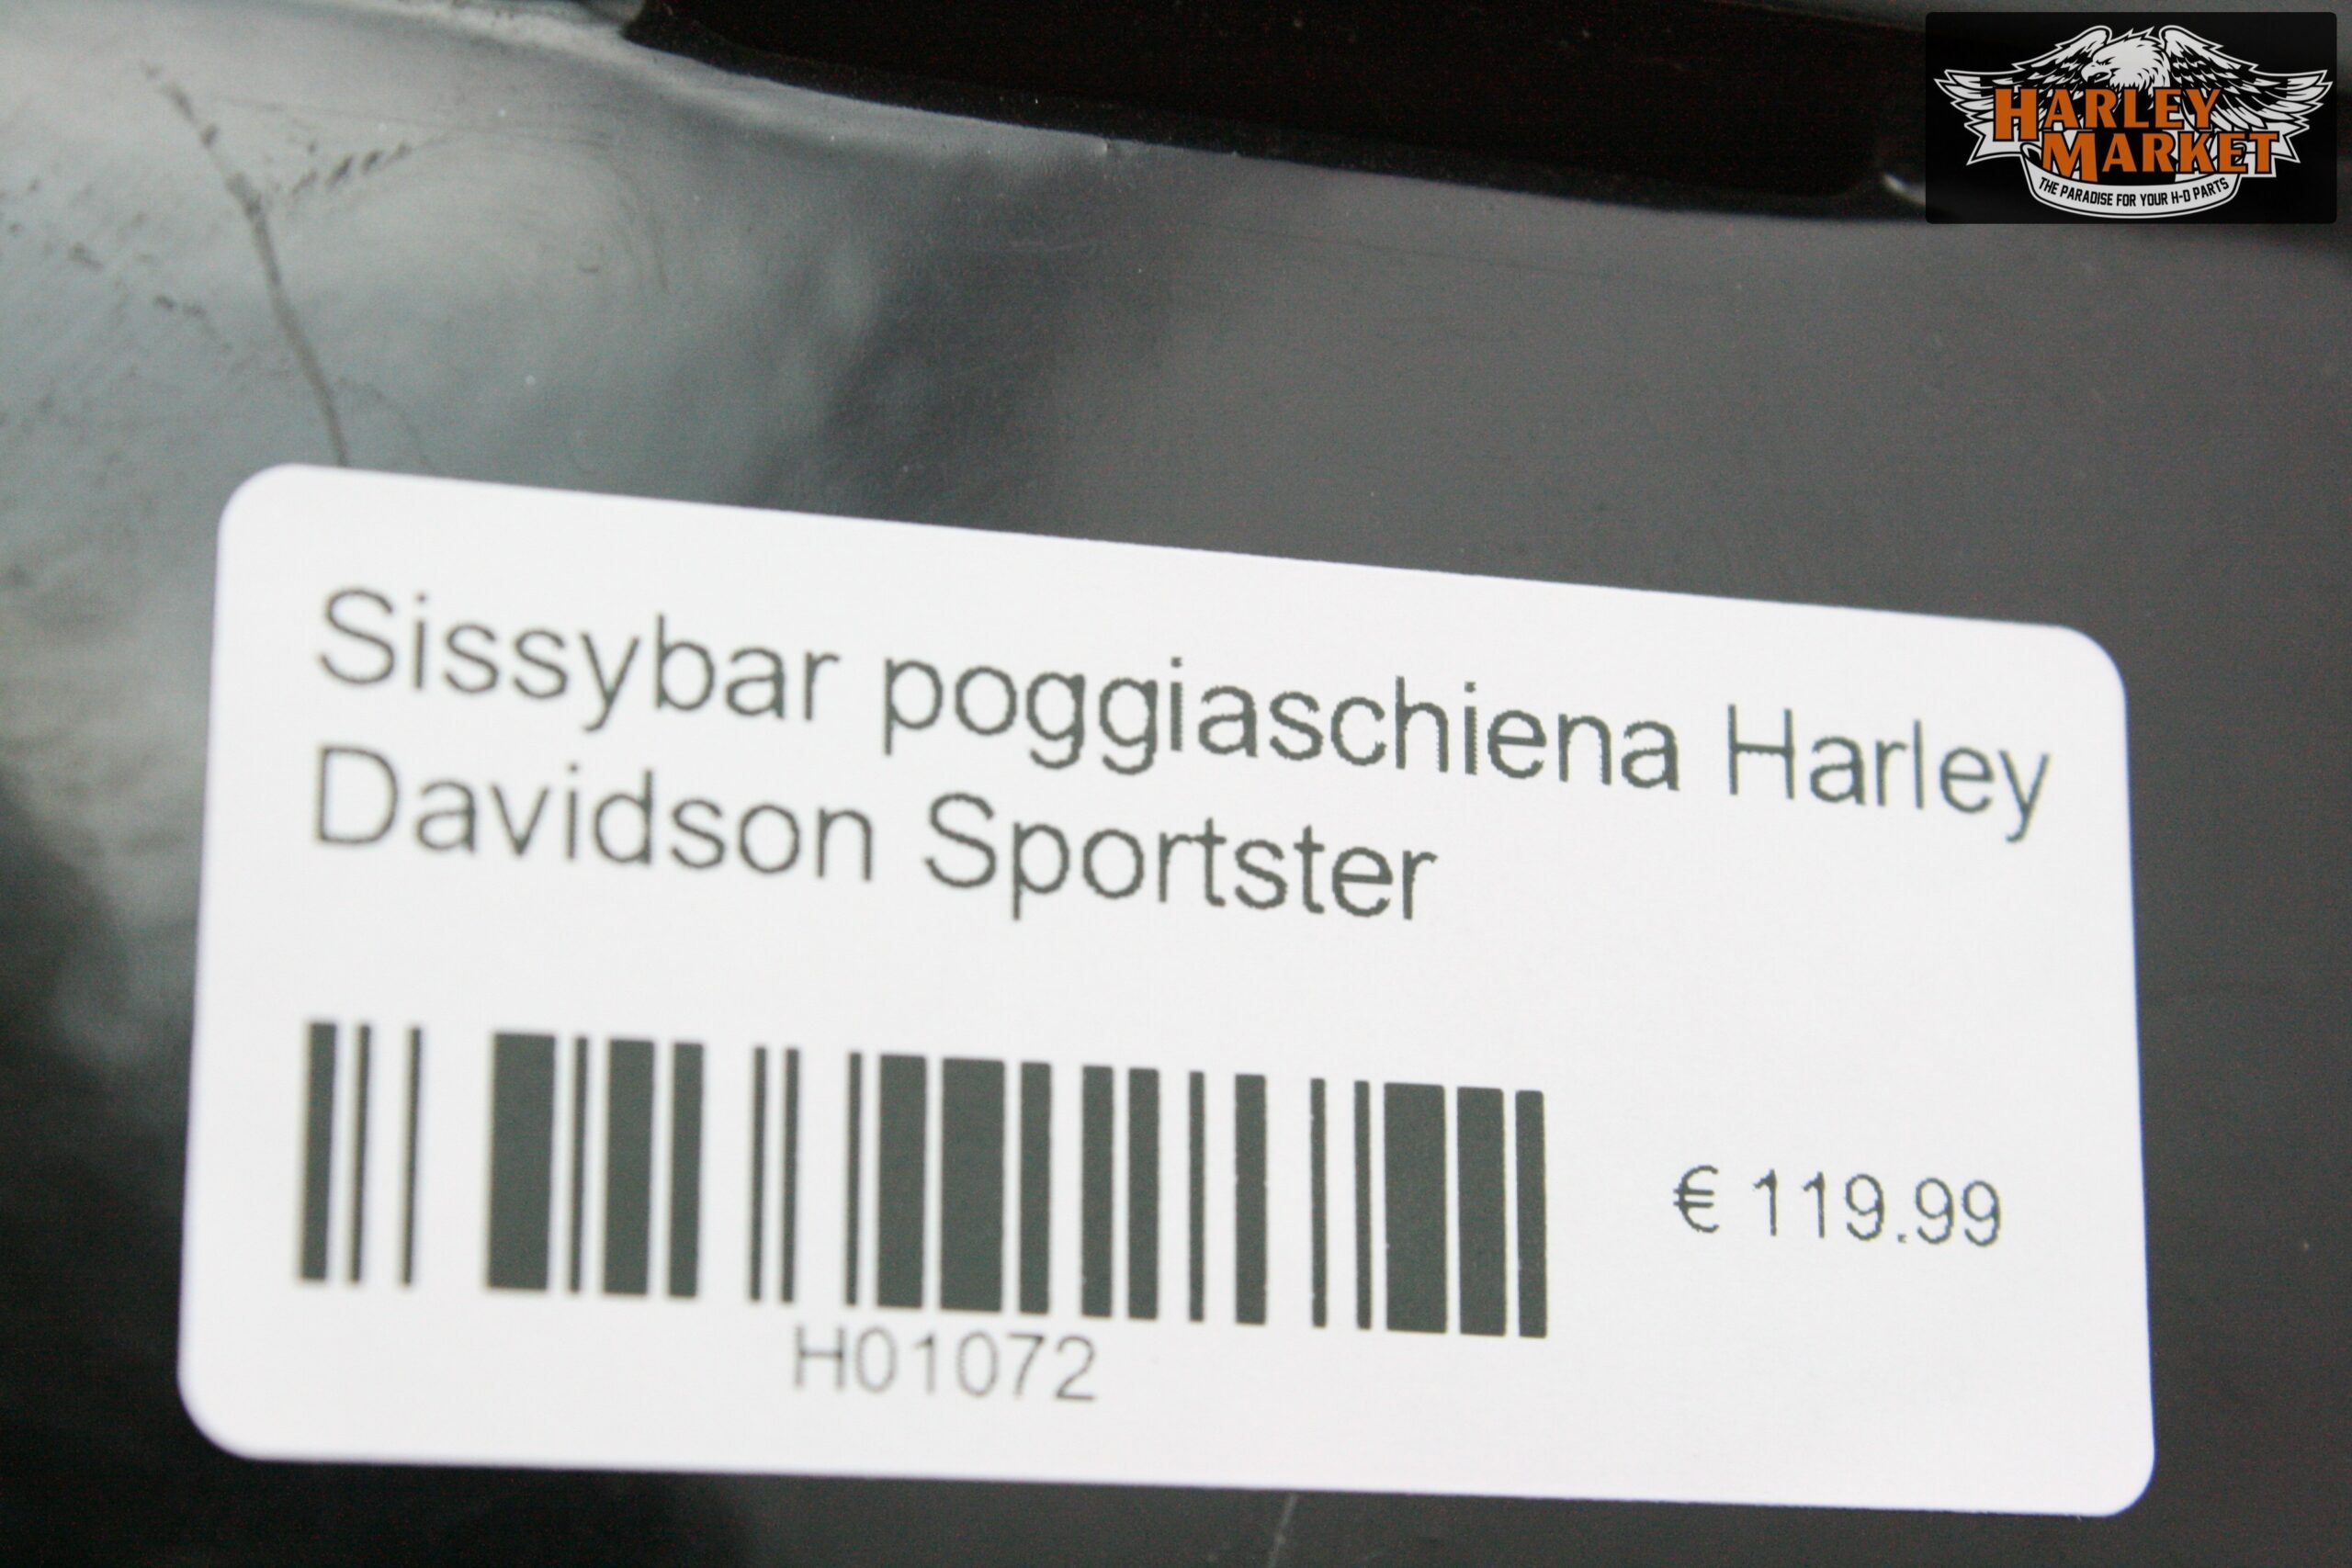 HARLEY
MARKET
THE PARADISE FOR YOUR H-D PARTS
Sissybar poggiaschiena Harley
Davidson Sportster
€ 119.99
H01072